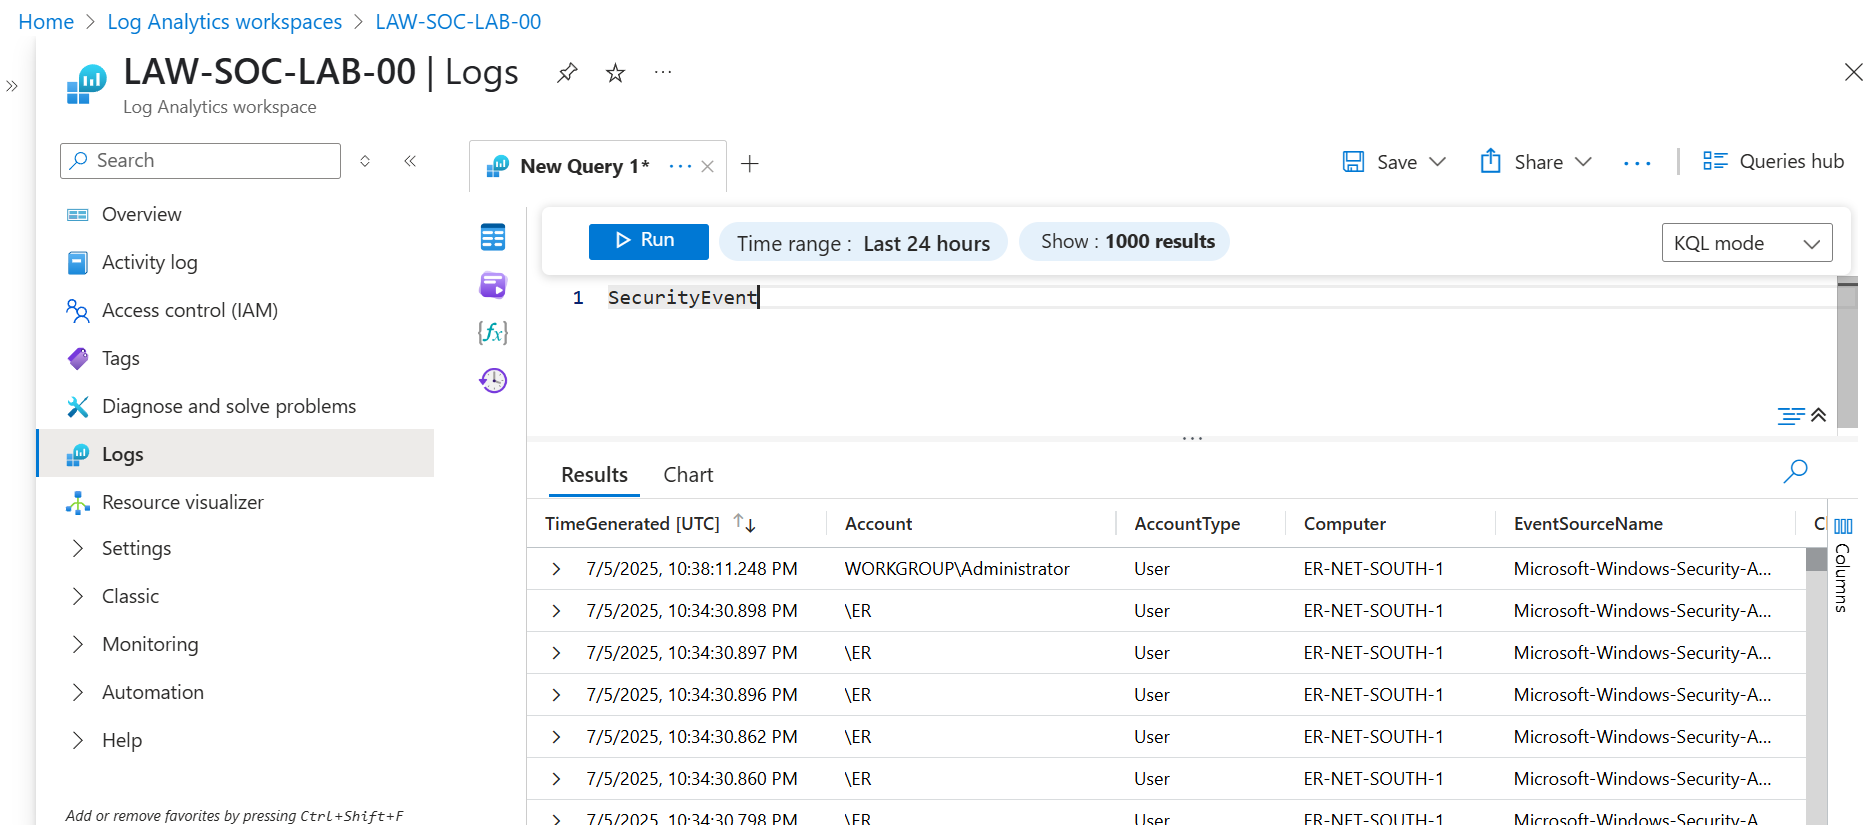 Home > Log Analytics workspaces > LAW-SOC-LAB-00
LAW-SOC-LAB-00 | Logs
Log Analytics workspace
Search
Overview
Activity log
Access control (IAM)
Tags
Diagnose and solve problems
Logs
Resource visualizer
Settings
Classic
Monitoring
Automation
Help
Add or remove favorites by pressing Ctrl+Shift+F
New Query 1*
Save
Share
Queries hub
Run
Time range : Last 24 hours
Show : 1000 results
KQL mode
1 SecurityEvent
{fx}
Results Chart
TimeGenerated [UTC] Account AccountType Computer EventSourceName
7/5/2025, 10:38:11.248 PM WORKGROUP\Administrator User ER-NET-SOUTH-1 Microsoft-Windows-Security-A...
7/5/2025, 10:34:30.898 PM \ER User ER-NET-SOUTH-1 Microsoft-Windows-Security-A...
7/5/2025, 10:34:30.897 PM \ER User ER-NET-SOUTH-1 Microsoft-Windows-Security-A...
7/5/2025, 10:34:30.896 PM \ER User ER-NET-SOUTH-1 Microsoft-Windows-Security-A...
7/5/2025, 10:34:30.862 PM \ER User ER-NET-SOUTH-1 Microsoft-Windows-Security-A...
7/5/2025, 10:34:30.860 PM \ER User ER-NET-SOUTH-1 Microsoft-Windows-Security-A...
7/5/2025, 10:34:30.798 PM \ER User ER-NET-SOUTH-1 Microsoft-Windows-Security-A...
Columns